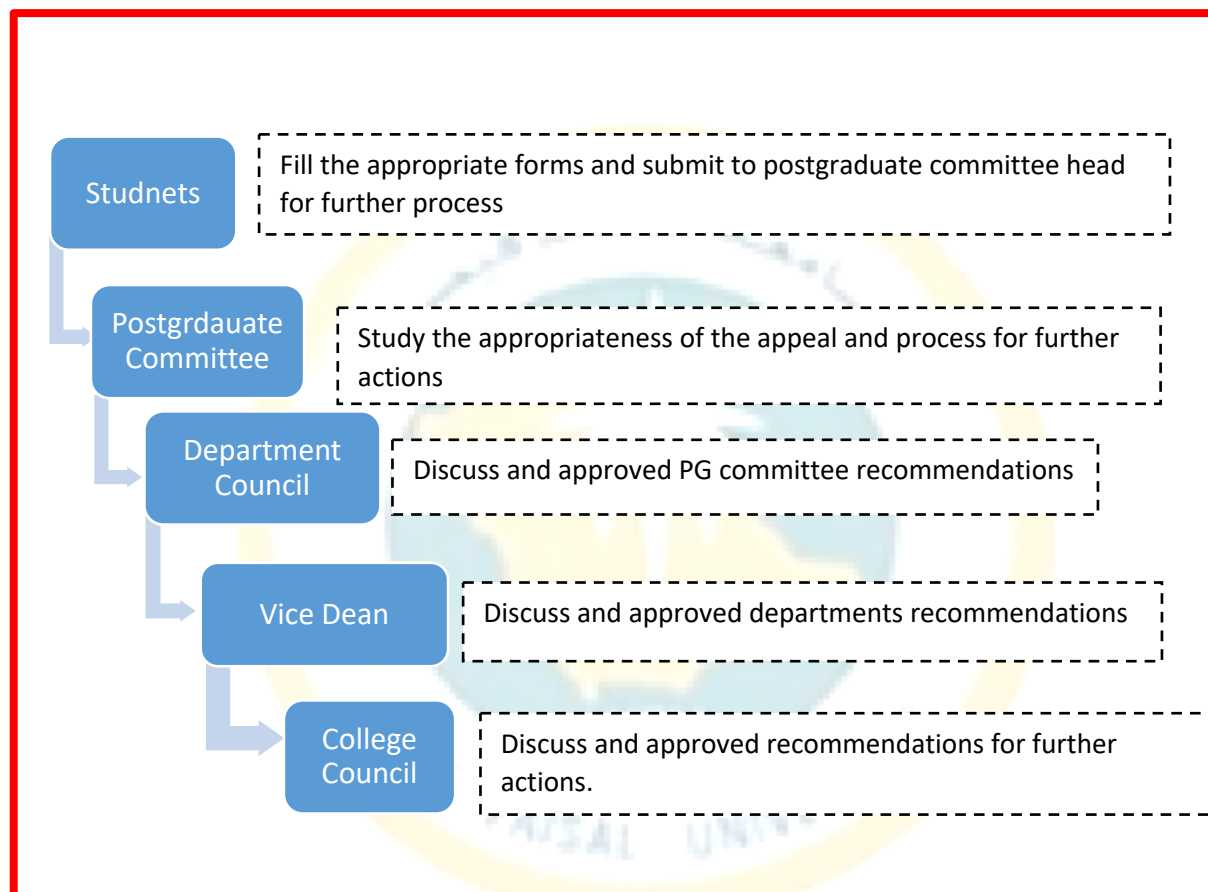 Studnets
Fill the appropriate forms and submit to postgraduate committee head
for further process
Postgrdauate
Committee
Study the appropriateness of the appeal and process for further
actions
Department
Council
Discuss and approved PG committee recommendations
Vice Dean
Discuss and approved departments recommendations
College
Council
Discuss and approved recommendations for further
actions.